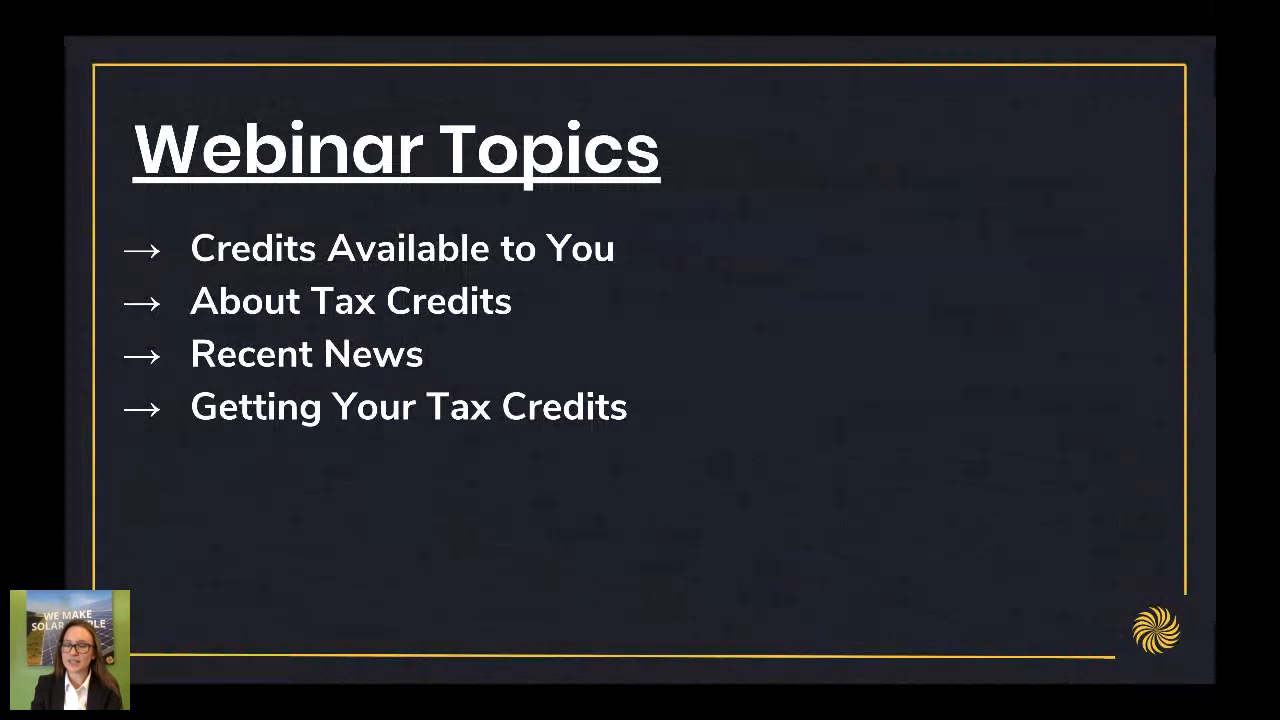 Webinar Topics
→ Credits Available to You
→ About Tax Credits
→ Recent News
→ Getting Your Tax Credits
WE MAKE